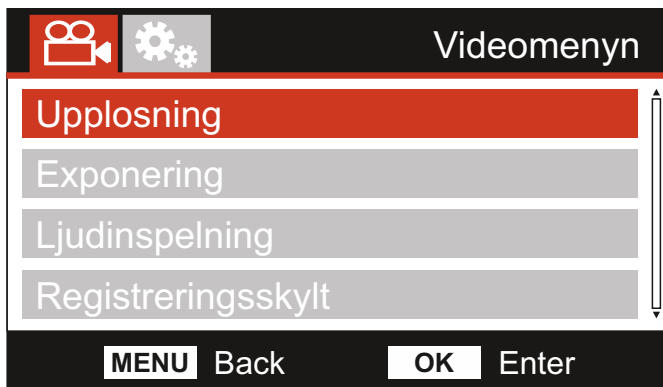 Videomenyn
Upplosning
Exponering
Ljudinspelning
Registreringsskylt
MENU Back OK Enter